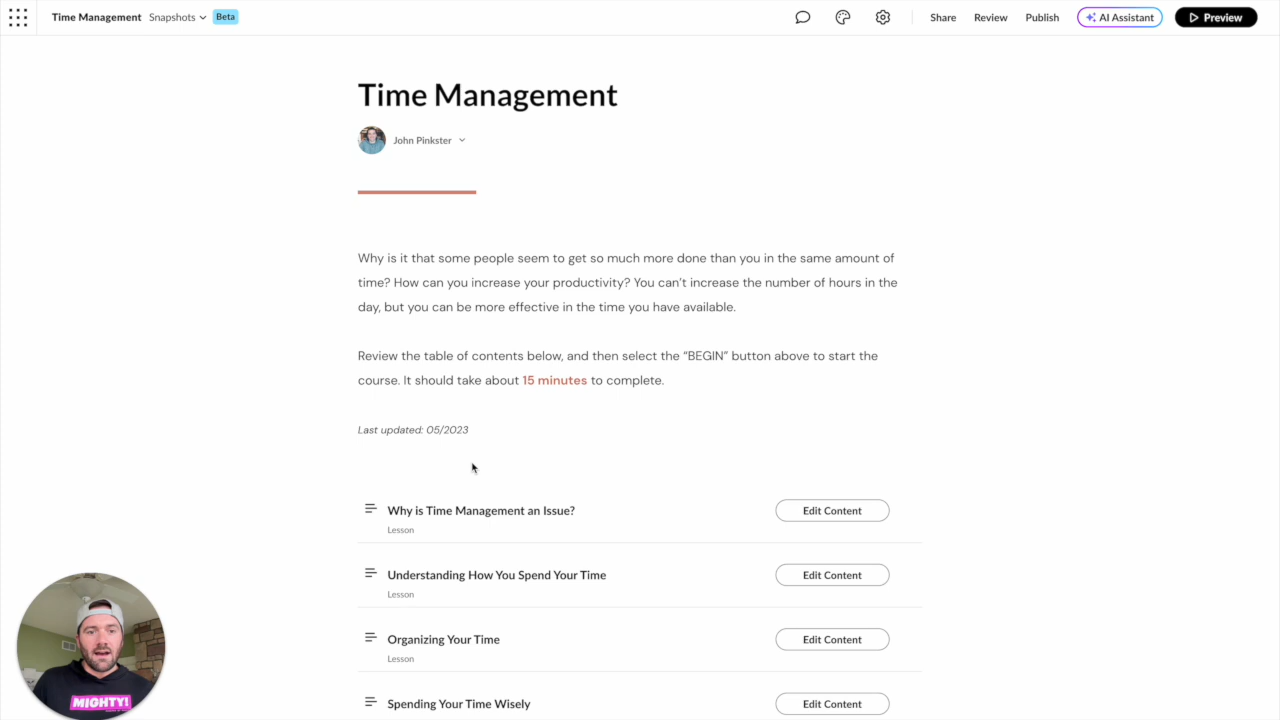 Time Management Snapshots Beta Share Review Publish AI Assistant Preview
Time Management
John Pinkster
Why is it that some people seem to get so much more done than you in the same amount of
time? How can you increase your productivity? You can’t increase the number of hours in the
day, but you can be more effective in the time you have available.
Review the table of contents below, and then select the “BEGIN” button above to start the
course. It should take about 15 minutes to complete.
Last updated: 05/2023
Why is Time Management an Issue? Edit Content
Lesson
Understanding How You Spend Your Time Edit Content
Lesson
Organizing Your Time Edit Content
Lesson
Spending Your Time Wisely Edit Content
MIGHTY!